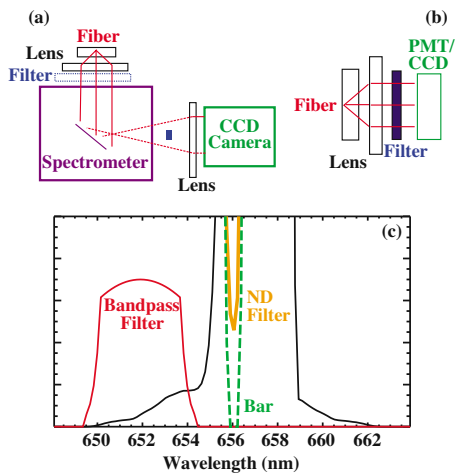 (a)
Fiber
Lens
Filter
Spectrometer
CCD
Camera
Lens
(b)
PMT/
CCD
Fiber
Lens
Filter
(c)
Bandpass
Filter
ND
Filter
Bar
650 652 654 656 658 660 662
Wavelength (nm)